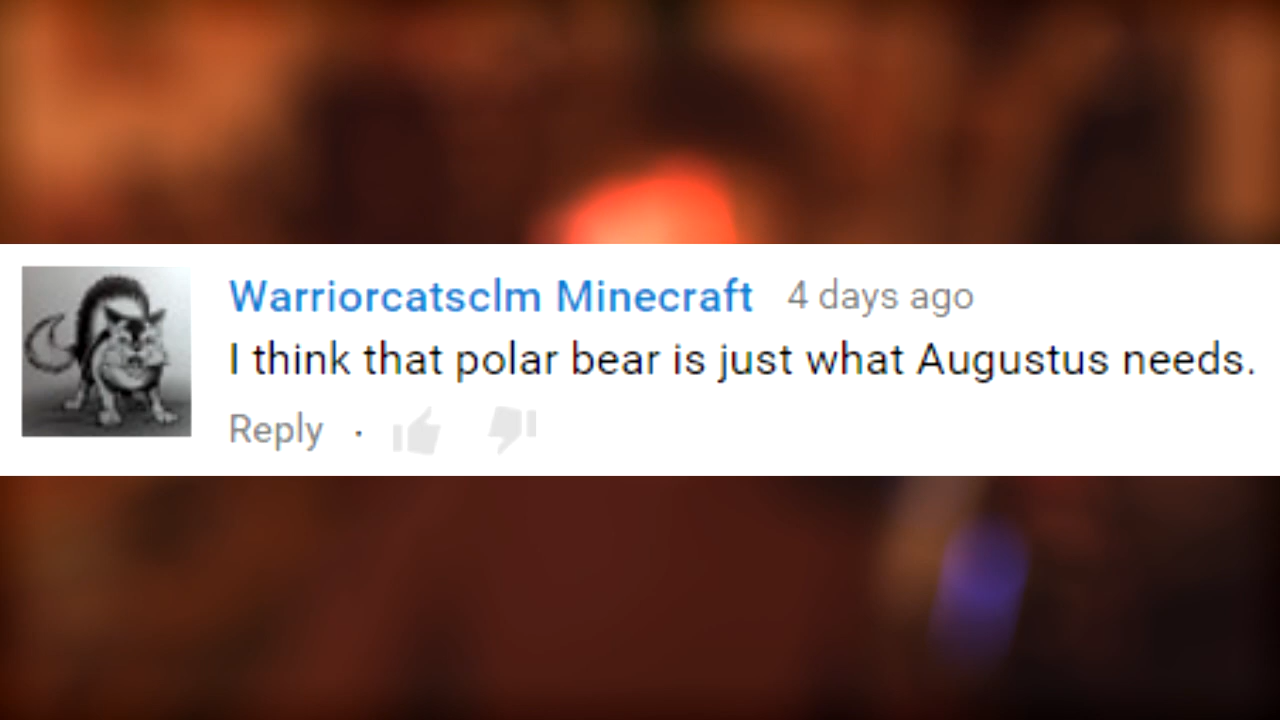 Warriorcatsclm Minecraft 4 days ago
I think that polar bear is just what Augustus needs.
Reply ·